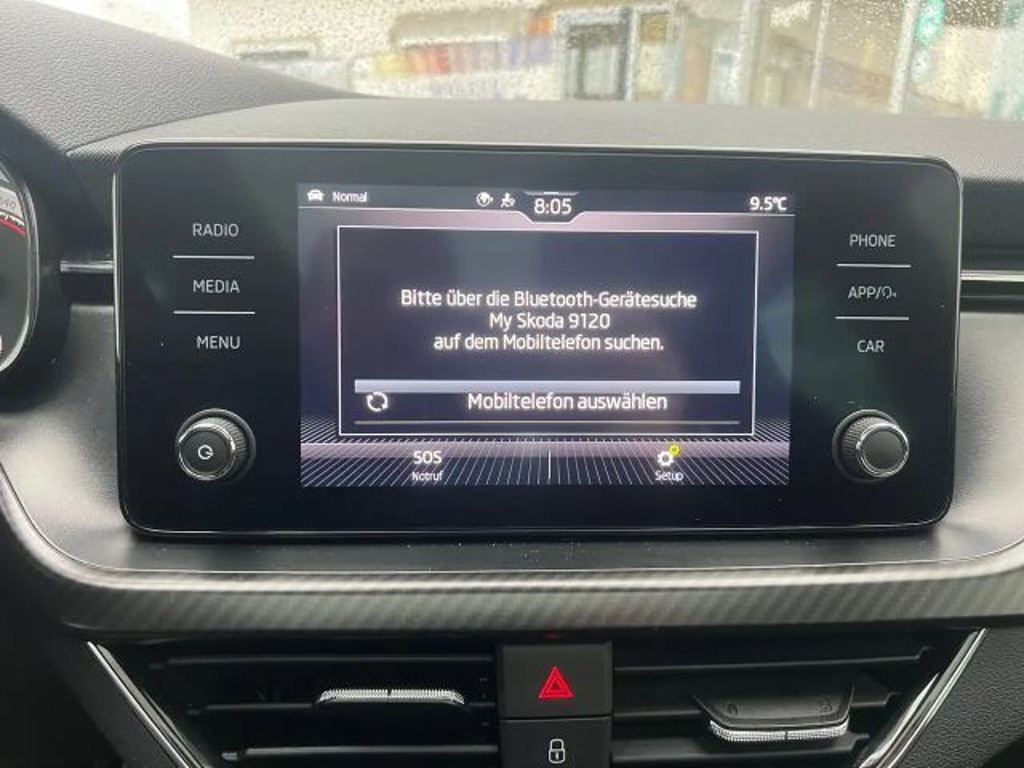 Normal
8:05
9.5°C
RADIO
MEDIA
MENU
Bitte über die Bluetooth-Gerätesuche
My Skoda 9120
auf dem Mobiltelefon suchen.
Mobiltelefon auswählen
SOS
Notruf
Setup
PHONE
APP/
CAR
240